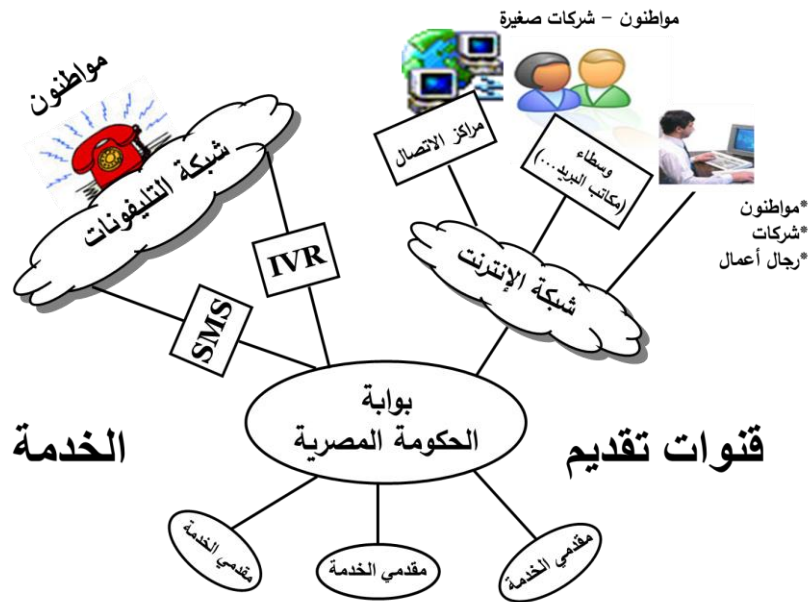 مواطنون – شركات صغيرة
مواطنون
مراكز الاتصال
وسطاء
(مكاتب البريد...)
شبكة التليفونات
*مواطنون
*شركات
*رجال أعمال
شبكة الإنترنت
IVR
SMS
بوابة
الحكومة المصرية
قنوات تقديم الخدمة
مقدمي الخدمة
مقدمي الخدمة
مقدمي الخدمة